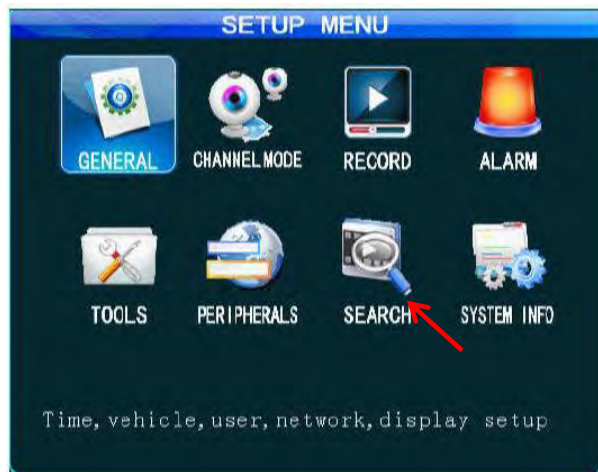 SETUP MENU
GENERAL CHANNEL MODE RECORD ALARM
TOOLS PERIPHERALS SEARCH SYSTEM INFO
Time,vehicle,user,network,display setup